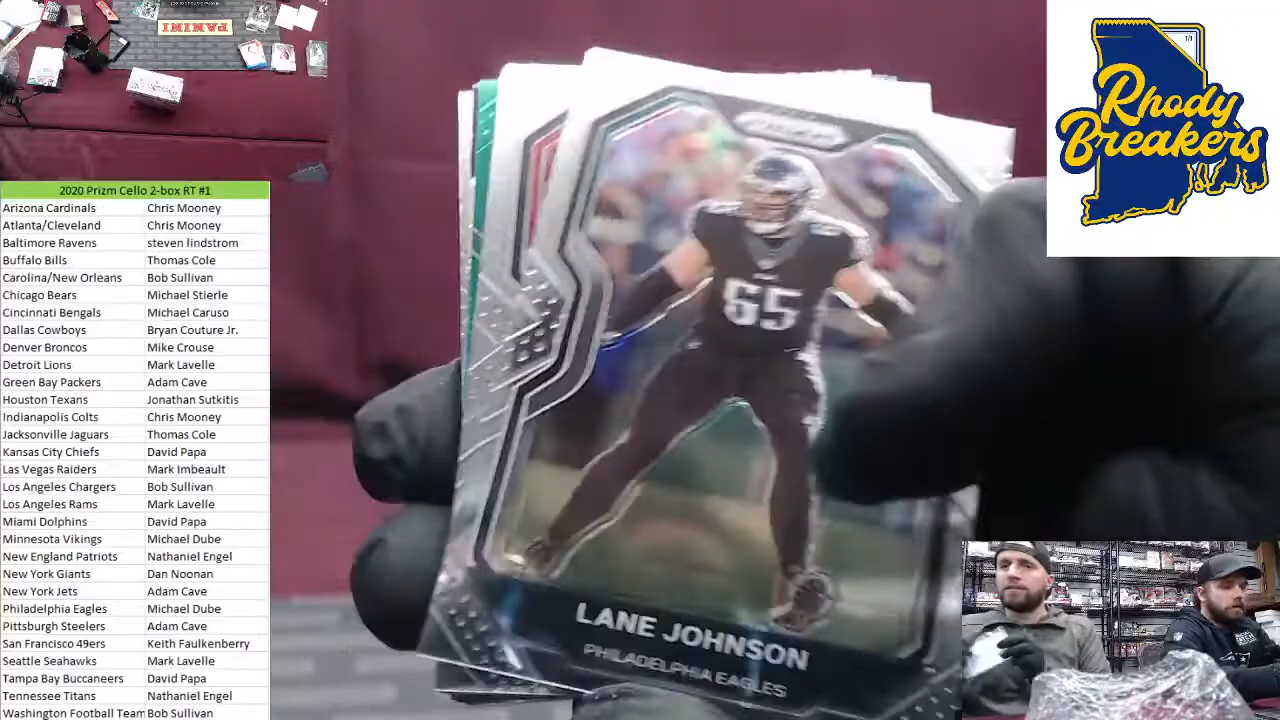 PANINI
2020 Prizm Cello 2-box RT #1
Arizona Cardinals Chris Mooney
Atlanta/Cleveland Chris Mooney
Baltimore Ravens steven lindstrom
Buffalo Bills Thomas Cole
Carolina/New Orleans Bob Sullivan
Chicago Bears Michael Stierle
Cincinnati Bengals Michael Caruso
Dallas Cowboys Bryan Couture Jr.
Denver Broncos Mike Crouse
Detroit Lions Mark Lavelle
Green Bay Packers Adam Cave
Houston Texans Jonathan Sutkitis
Indianapolis Colts Chris Mooney
Jacksonville Jaguars Thomas Cole
Kansas City Chiefs David Papa
Las Vegas Raiders Mark Imbeault
Los Angeles Chargers Bob Sullivan
Los Angeles Rams Mark Lavelle
Miami Dolphins David Papa
Minnesota Vikings Michael Dube
New England Patriots Nathaniel Engel
New York Giants Dan Noonan
New York Jets Adam Cave
Philadelphia Eagles Michael Dube
Pittsburgh Steelers Adam Cave
San Francisco 49ers Keith Faulkenberry
Seattle Seahawks Mark Lavelle
Tampa Bay Buccaneers David Papa
Tennessee Titans Nathaniel Engel
Washington Football Team Bob Sullivan
65
LANE JOHNSON
PHILADELPHIA EAGLES
Rhody
Breakers